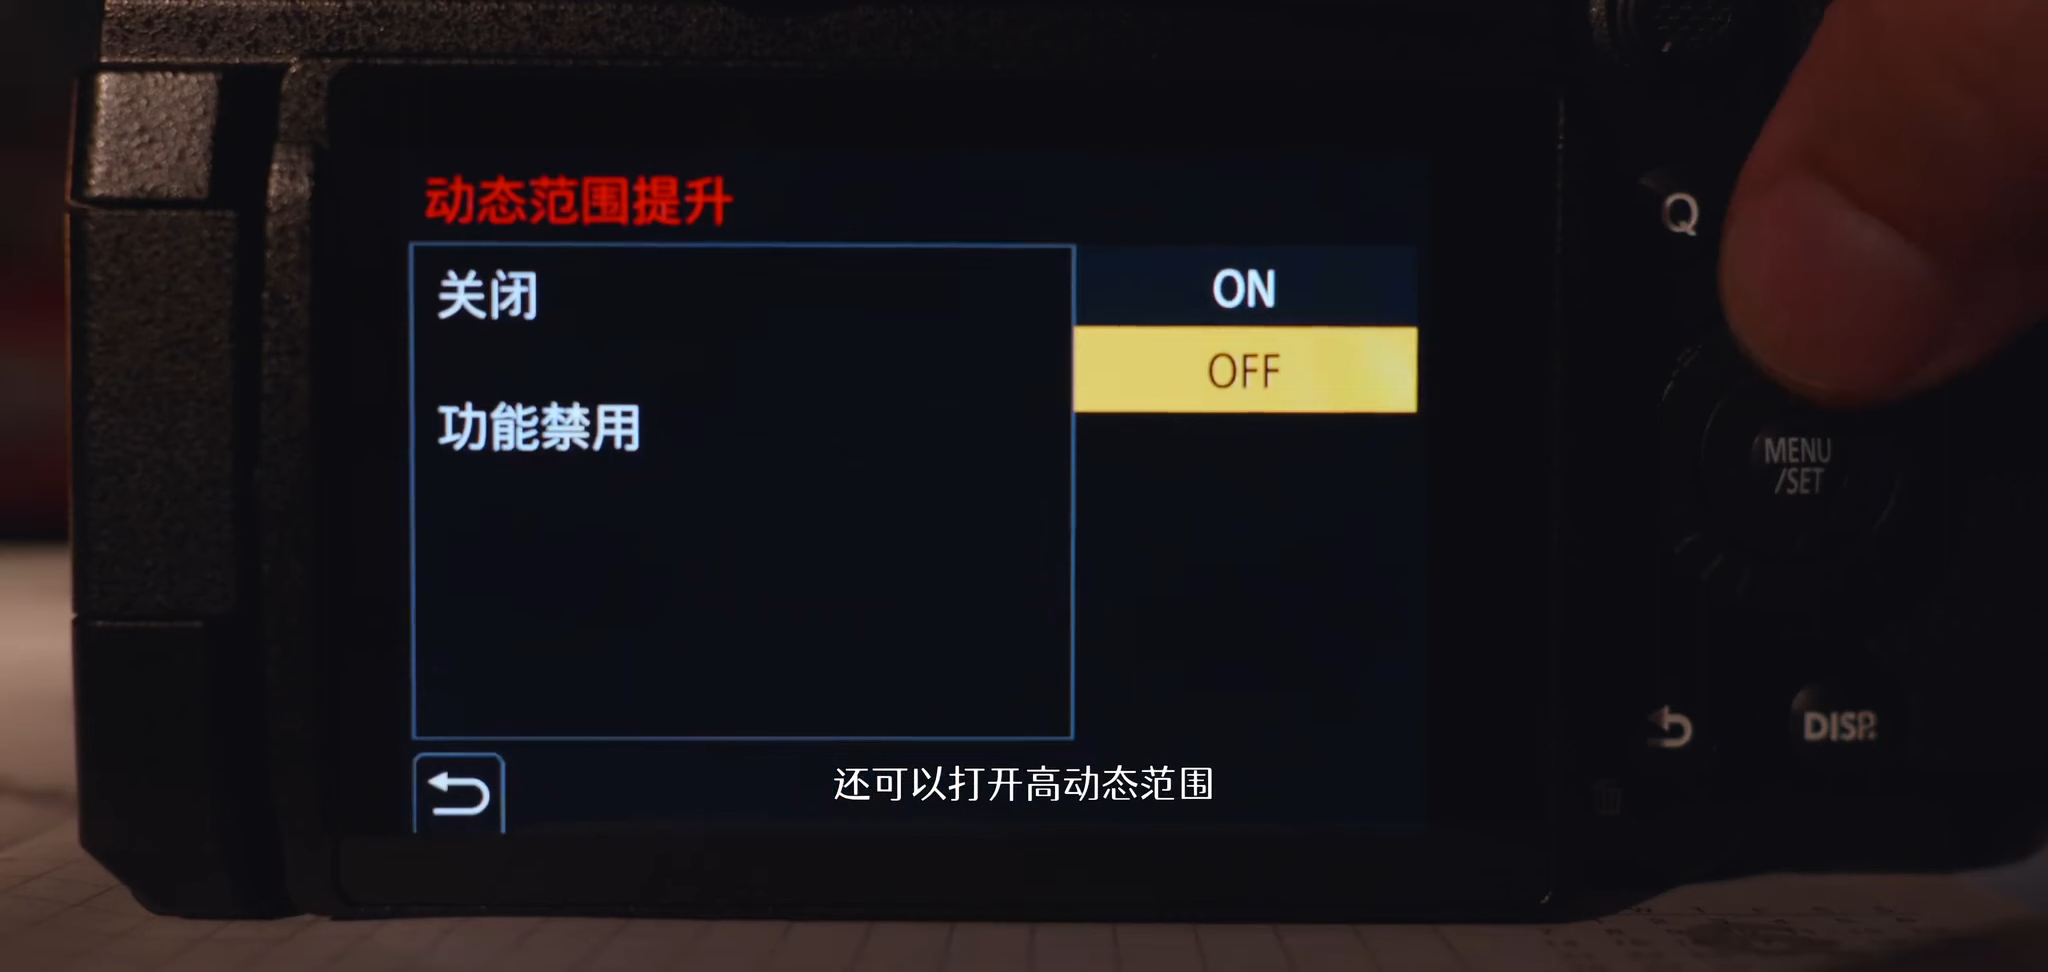 动态范围提升
关闭
ON
OFF
功能禁用
Q
MENU
/SET
DISP.
还可以打开高动态范围